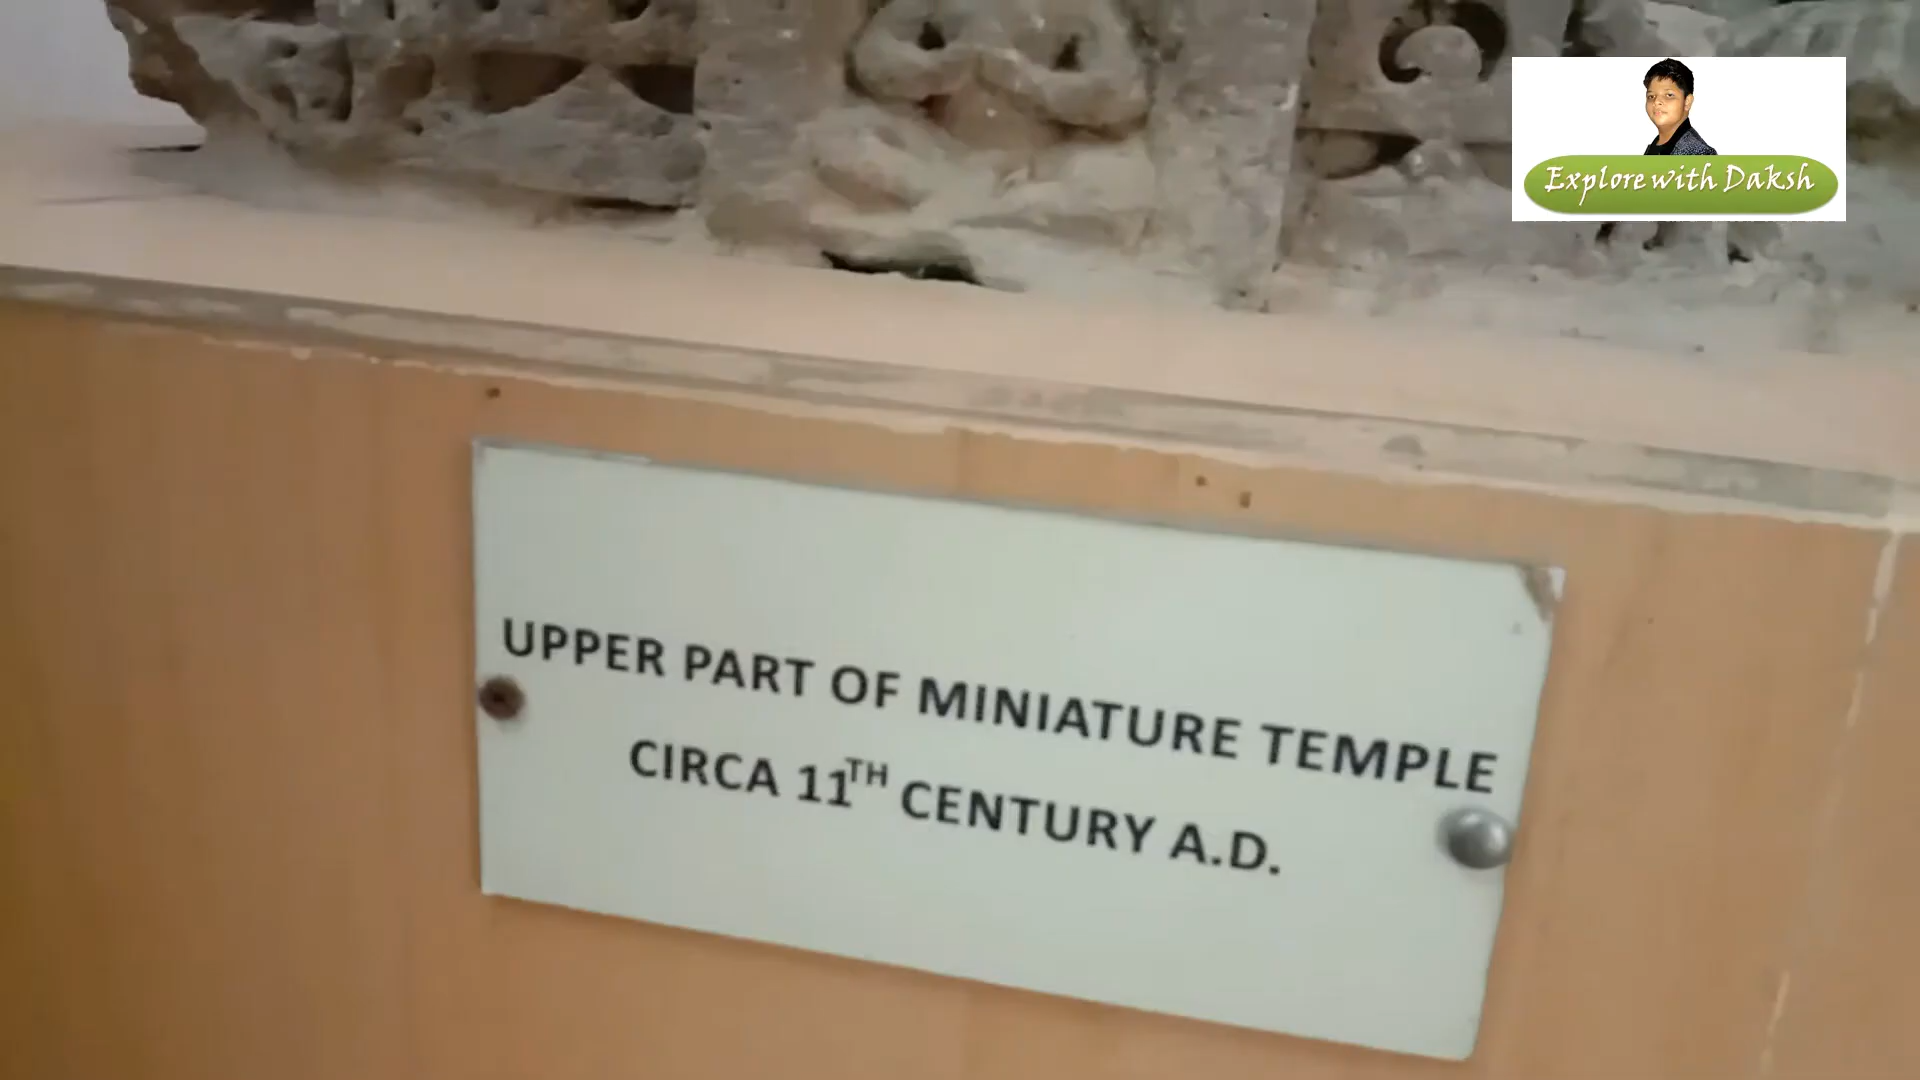 Explore with Daksh
UPPER PART OF MINIATURE TEMPLE
CIRCA 11TH CENTURY A.D.